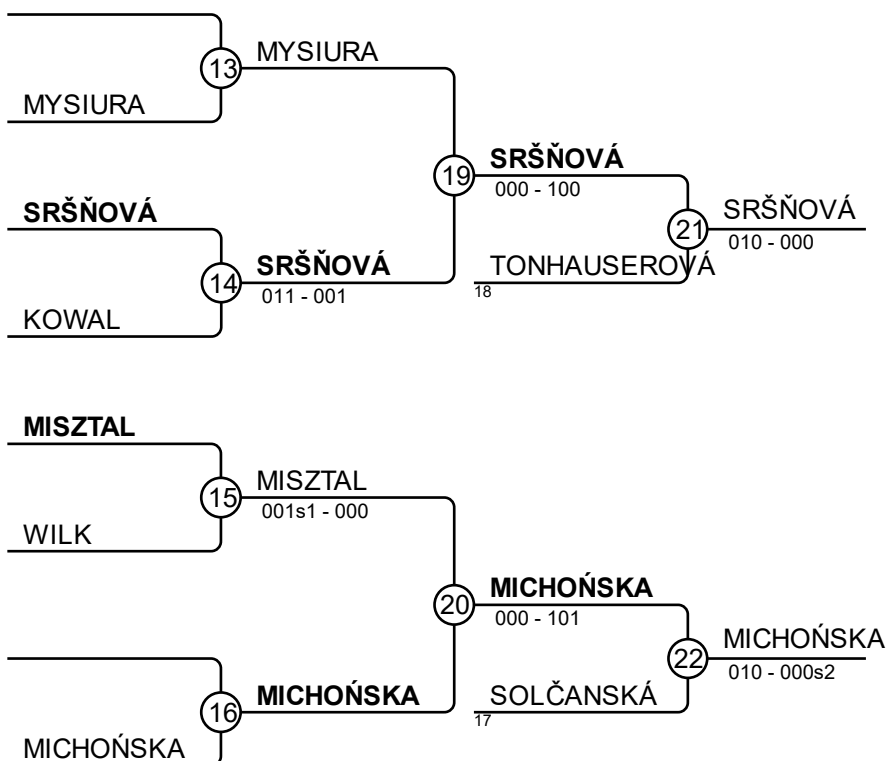 13
MYSIURA
MYSIURA
19
SRŠŇOVÁ
000 - 100
SRŠŇOVÁ
21
SRŠŇOVÁ
010 - 000
14
SRŠŇOVÁ
011 - 001
TONHAUSEROVÁ
18
KOWAL
MISZTAL
15
MISZTAL
001s1 - 000
WILK
20
MICHOŃSKA
000 - 101
22
MICHOŃSKA
010 - 000s2
16
MICHOŃSKA
SOLČANSKÁ
17
MICHOŃSKA